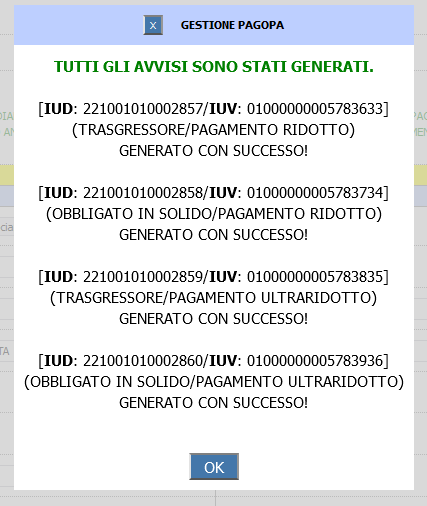 X GESTIONE PAGOPA
TUTTI GLI AVVISI SONO STATI GENERATI.
[IUD: 221001010002857/IUV: 01000000005783633]
(TRASGRESSORE/PAGAMENTO RIDOTTO)
GENERATO CON SUCCESSO!
[IUD: 221001010002858/IUV: 01000000005783734]
(OBBLIGATO IN SOLIDO/PAGAMENTO RIDOTTO)
GENERATO CON SUCCESSO!
[IUD: 221001010002859/IUV: 01000000005783835]
(TRASGRESSORE/PAGAMENTO ULTRARIDOTTO)
GENERATO CON SUCCESSO!
[IUD: 221001010002860/IUV: 01000000005783936]
(OBBLIGATO IN SOLIDO/PAGAMENTO ULTRARIDOTTO)
GENERATO CON SUCCESSO!
OK